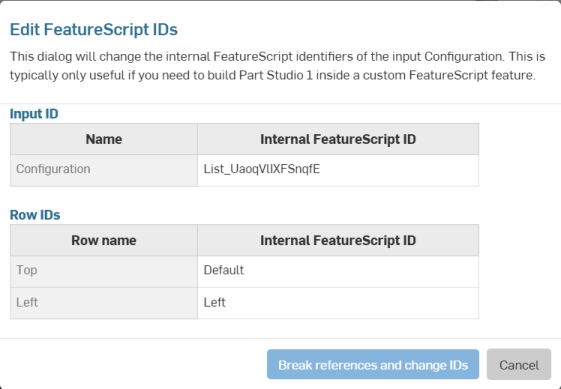 Edit FeatureScript IDs
This dialog will change the internal FeatureScript identifiers of the input Configuration. This is
typically only useful if you need to build Part Studio 1 inside a custom FeatureScript feature.
Input ID
Name Internal FeatureScript ID
Configuration List_UaoqVlIXFSnqfE
Row IDs
Row name Internal FeatureScript ID
Top Default
Left Left
Break references and change IDs Cancel